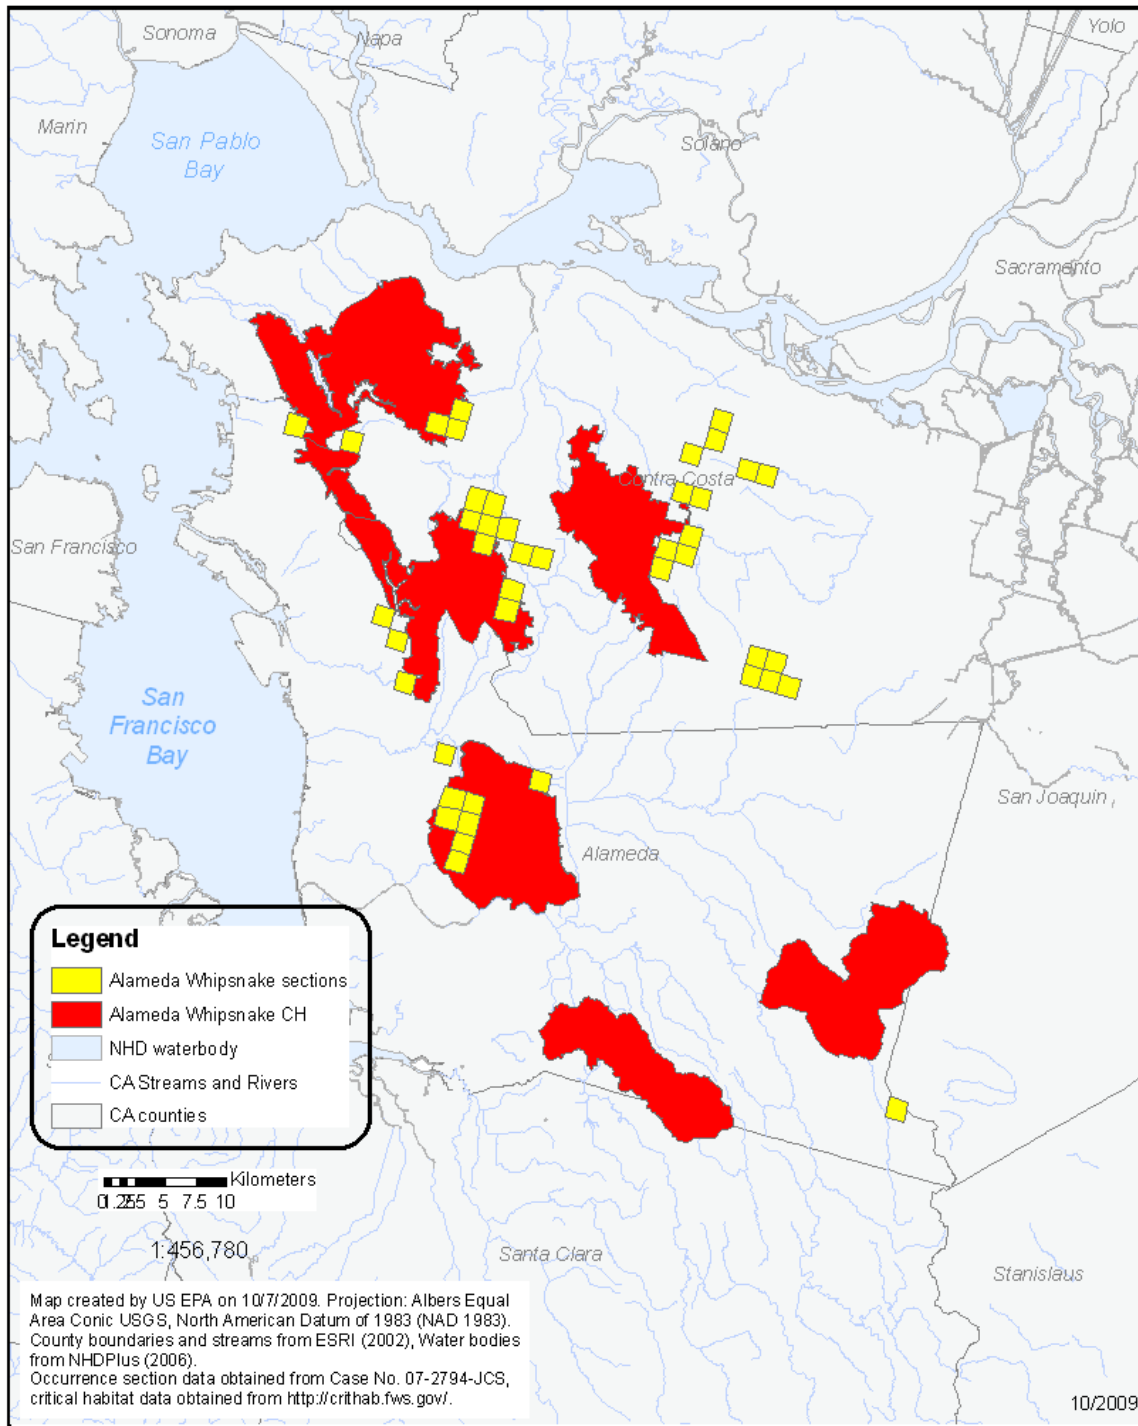 Sonoma
Napa
Yolo
Marin
San Pablo
Bay
Solano
Sacramento
Contra Costa
San Francisco
San
Francisco
Bay
San Joaquin
Alameda
Legend
Alameda Whipsnake sections
Alameda Whipsnake CH
NHD waterbody
CA Streams and Rivers
CA counties
Kilometers
5 7.5 10
1:456,780
Santa Clara
Stanislaus
Map created by US EPA on 10/7/2009. Projection: Albers Equal
Area Conic USGS, North American Datum of 1983 (NAD 1983).
County boundaries and streams from ESRI (2002), Water bodies
from NHDPlus (2006).
Occurrence section data obtained from Case No. 07-2794-JCS,
critical habitat data obtained from http://crithab.fws.gov/.
10/2009